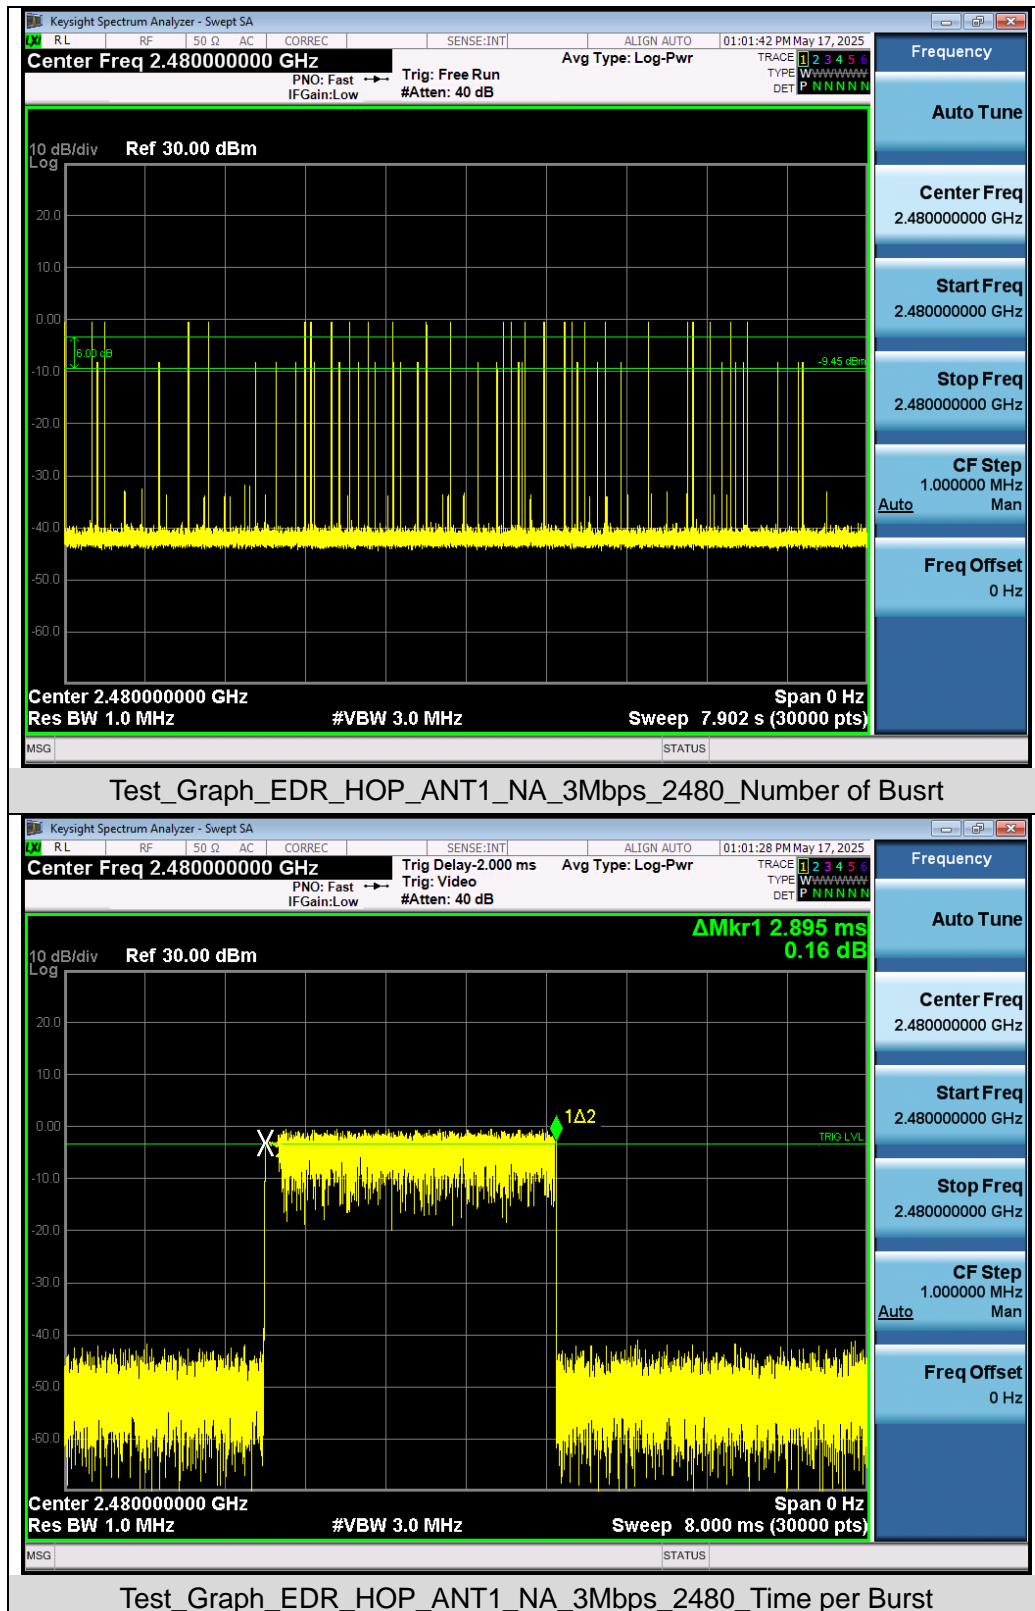 Keysight Spectrum Analyzer - Swept SA
LXI RL RF 50 Ω AC CORREC SENSE:INT ALIGN AUTO 01:01:42 PM May 17, 2025
Center Freq 2.480000000 GHz
PNO: Fast
IFGain:Low
Trig: Free Run
#Atten: 40 dB
Avg Type: Log-Pwr
TRACE 1 2 3 4 5 6
TYPE WWWWWW
DET P N N N N N
10 dB/div Ref 30.00 dBm
Log
20.0
10.0
0.00
6.00 dB
-9.45 dBm
-10.0
-20.0
-30.0
-40.0
-50.0
-60.0
Center 2.480000000 GHz Span 0 Hz
Res BW 1.0 MHz #VBW 3.0 MHz Sweep 7.902 s (30000 pts)
MSG STATUS
Frequency
Auto Tune
Center Freq
2.480000000 GHz
Start Freq
2.480000000 GHz
Stop Freq
2.480000000 GHz
CF Step
1.000000 MHz
Auto Man
Freq Offset
0 Hz
Test_Graph_EDR_HOP_ANT1_NA_3Mbps_2480_Number of Busrt
Keysight Spectrum Analyzer - Swept SA
LXI RL RF 50 Ω AC CORREC SENSE:INT ALIGN AUTO 01:01:28 PM May 17, 2025
Center Freq 2.480000000 GHz
PNO: Fast
IFGain:Low
Trig Delay-2.000 ms
Trig: Video
#Atten: 40 dB
Avg Type: Log-Pwr
TRACE 1 2 3 4 5 6
TYPE WWWWWW
DET P N N N N N
ΔMkr1 2.895 ms
0.16 dB
10 dB/div Ref 30.00 dBm
Log
20.0
10.0
0.00
1Δ2
TRIG LVL
-10.0
-20.0
-30.0
-40.0
-50.0
-60.0
Center 2.480000000 GHz Span 0 Hz
Res BW 1.0 MHz #VBW 3.0 MHz Sweep 8.000 ms (30000 pts)
MSG STATUS
Frequency
Auto Tune
Center Freq
2.480000000 GHz
Start Freq
2.480000000 GHz
Stop Freq
2.480000000 GHz
CF Step
1.000000 MHz
Auto Man
Freq Offset
0 Hz
Test_Graph_EDR_HOP_ANT1_NA_3Mbps_2480_Time per Burst